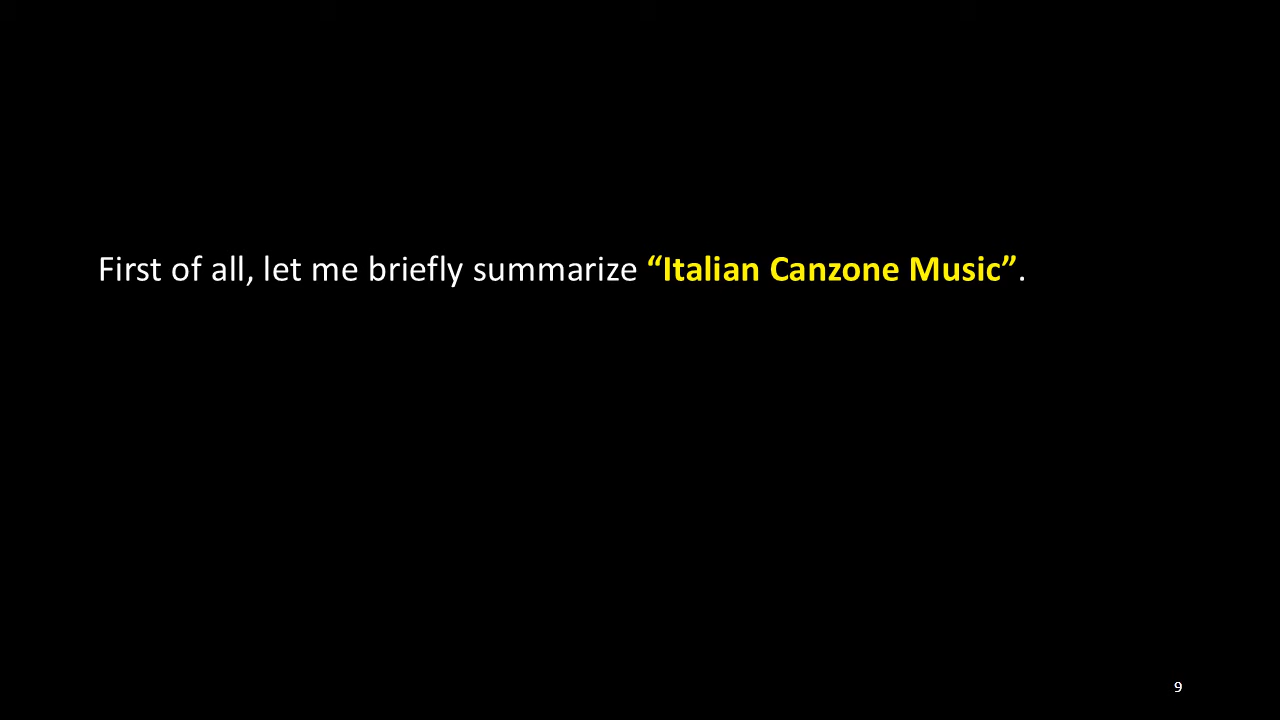 First of all, let me briefly summarize “Italian Canzone Music”.
9